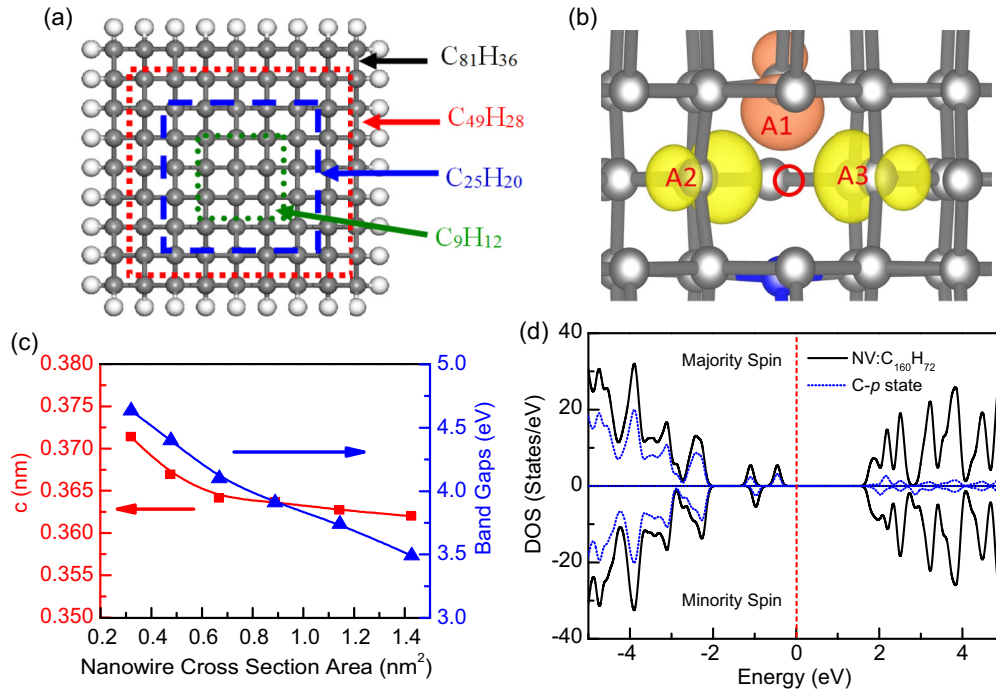 (a)
C₈₁H₃₆
C₄₉H₂₈
C₂₅H₂₀
C₉H₁₂
(b)
A1
A2
A3
(c)
0.380
0.375
0.370
0.365
0.360
0.355
0.350
c (nm)
5.0
4.5
4.0
3.5
3.0
Band Gaps (eV)
0.2 0.4 0.6 0.8 1.0 1.2 1.4
Nanowire Cross Section Area (nm²)
(d)
40
20
0
-20
-40
DOS (States/eV)
Majority Spin
NV:C₁₆₀H₇₂
C-p state
Minority Spin
-4 -2 0 2 4
Energy (eV)